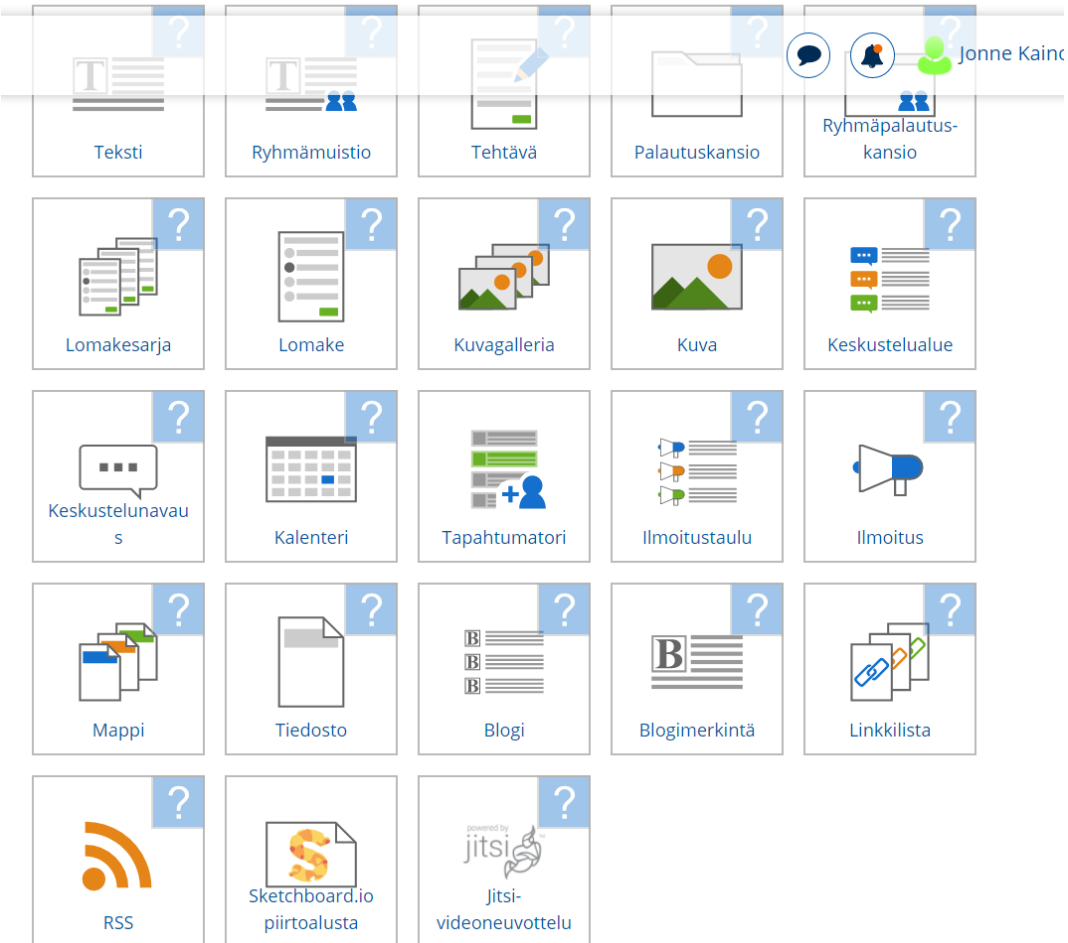 ? ? ? ?
Jonne Kaino
T T
Teksti
Ryhmämuistio
Tehtävä
Palautuskansio
Ryhmäpalautus-
kansio
? ? ? ? ?
Lomakesarja
Lomake
Kuvagalleria
Kuva
Keskustelualue
? ? ? ?
Keskustelunavau
s
Kalenteri
Tapahtumatori
Ilmoitustaulu
Ilmoitus
? ? ? ? ?
B
B
B
B
Mappi
Tiedosto
Blogi
Blogimerkintä
Linkkilista
? ?
S
powered by
jitsi
RSS
Sketchboard.io
piirtoalusta
Jitsi-
videoneuvottelu